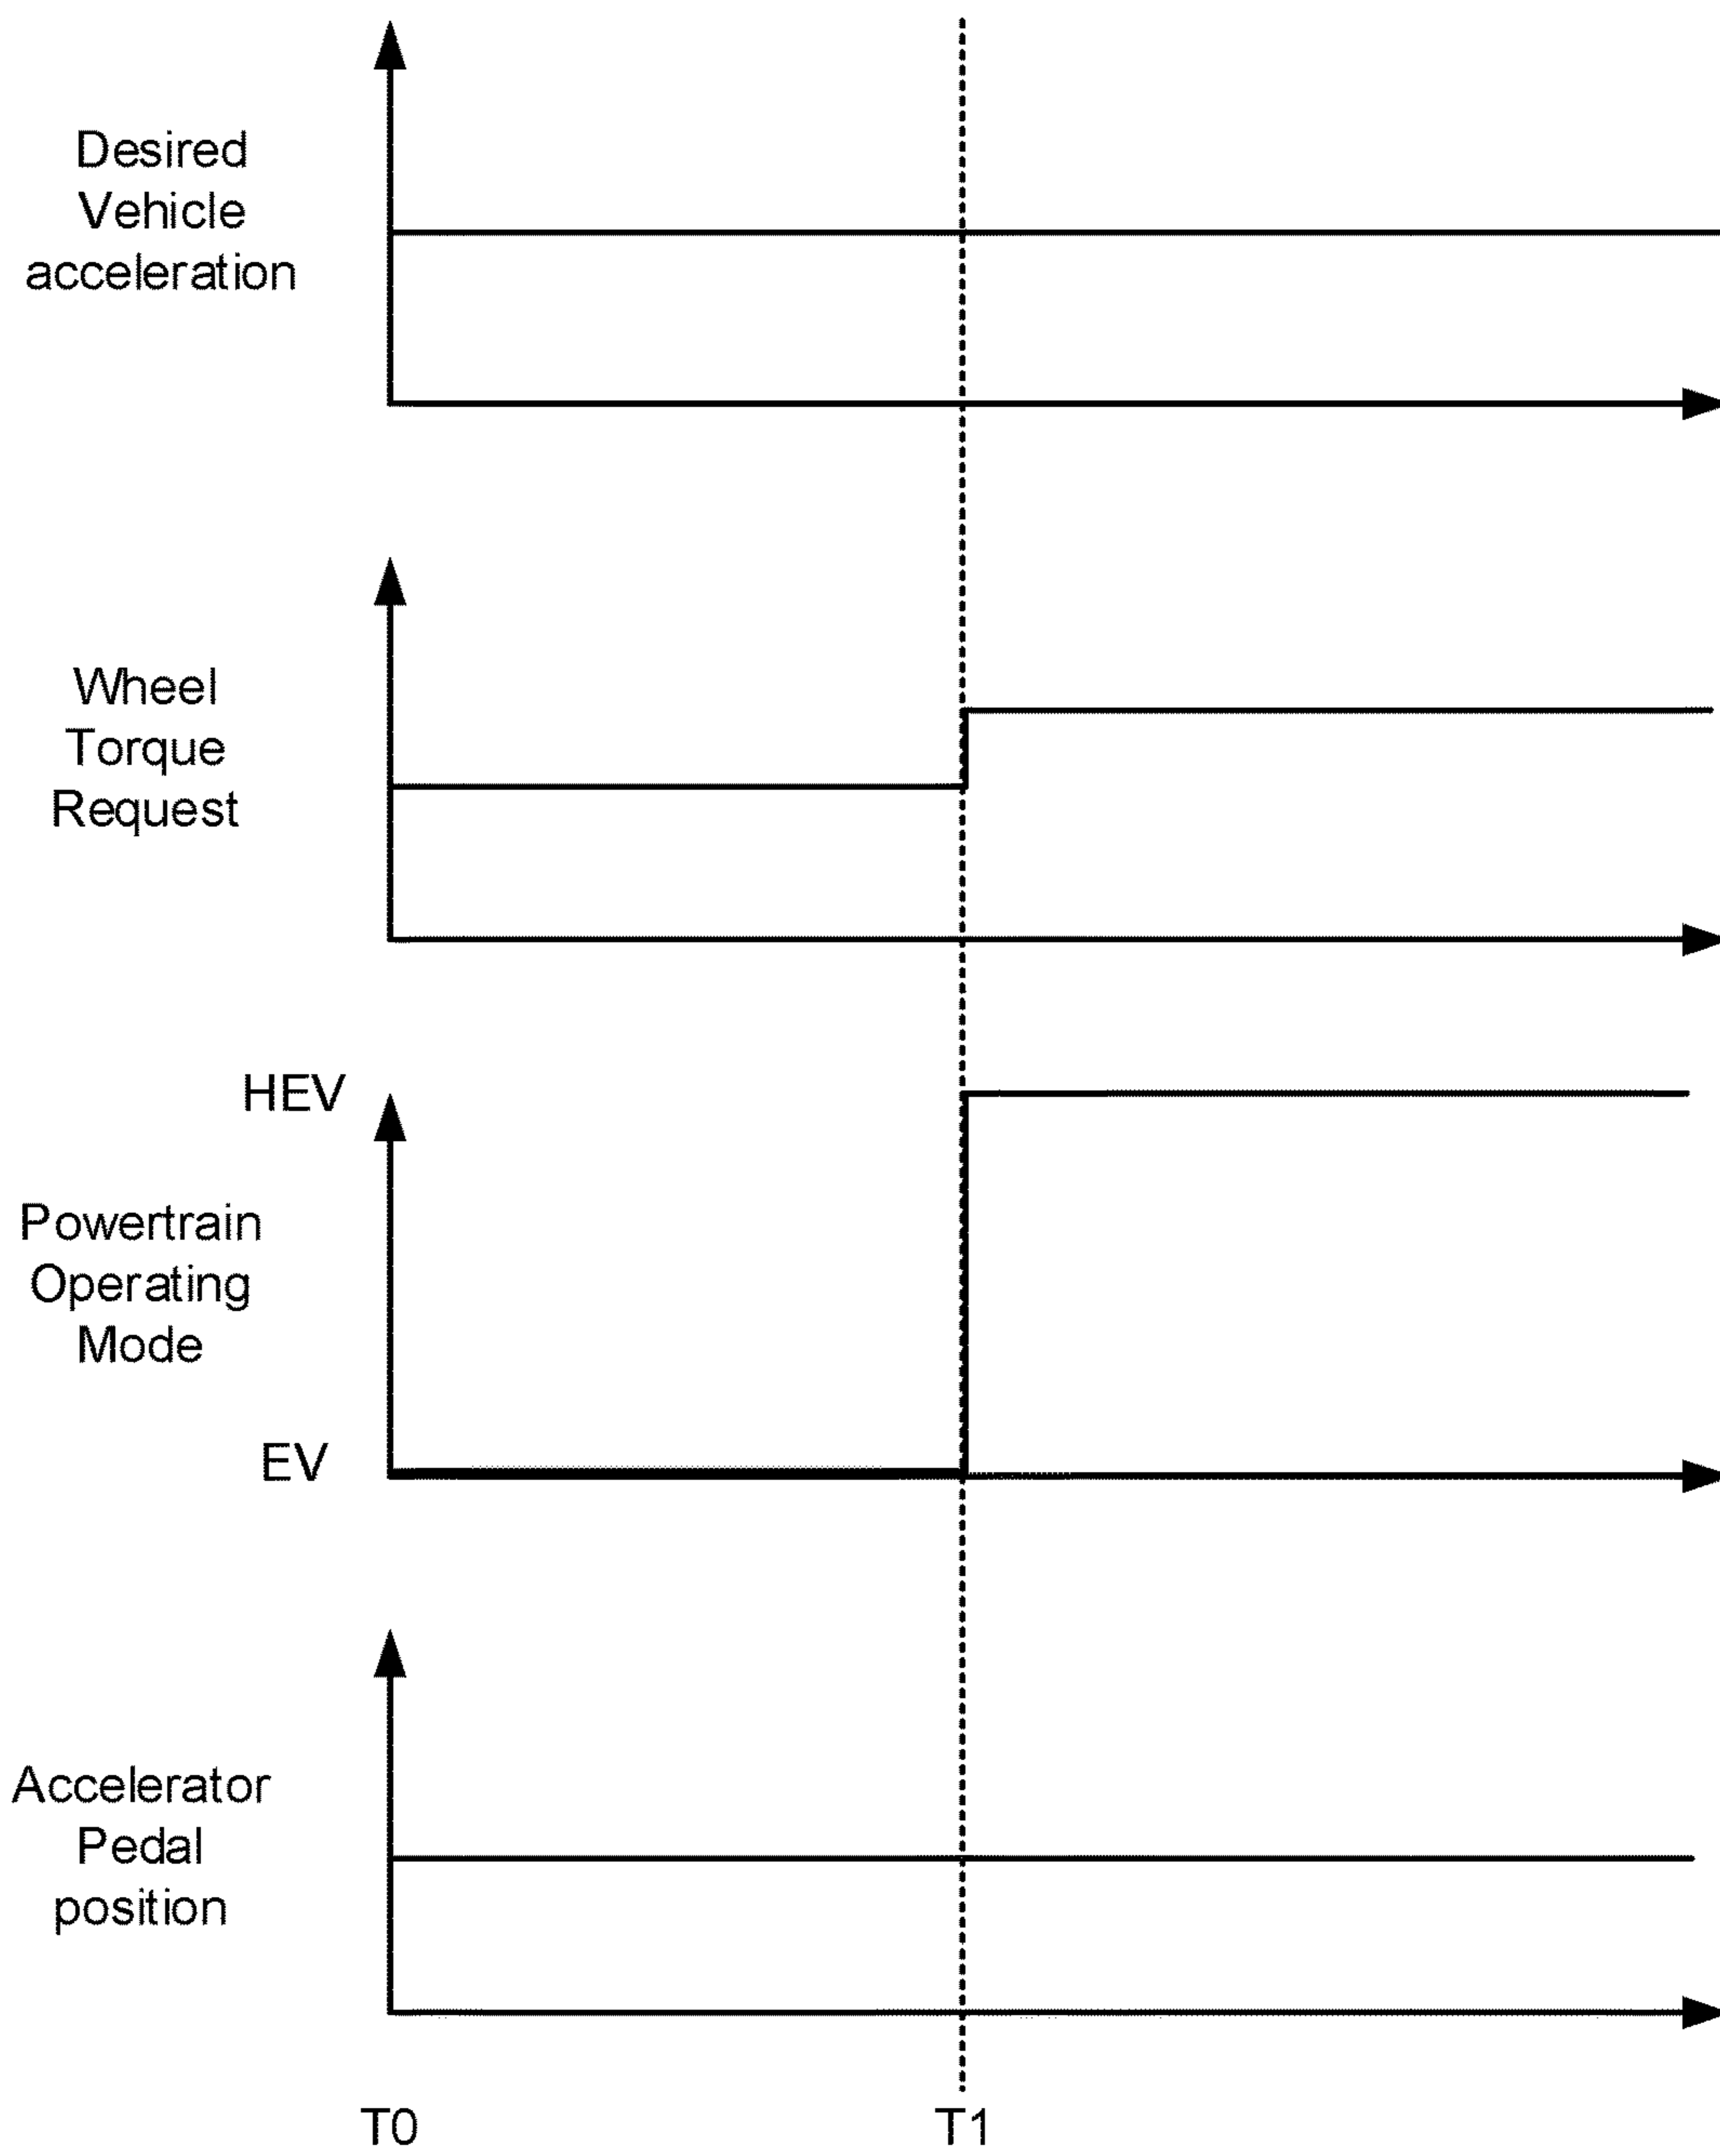 Desired
Vehicle
acceleration
Wheel
Torque
Request
HEV
Powertrain
Operating
Mode
EV
Accelerator
Pedal
position
T0
T1